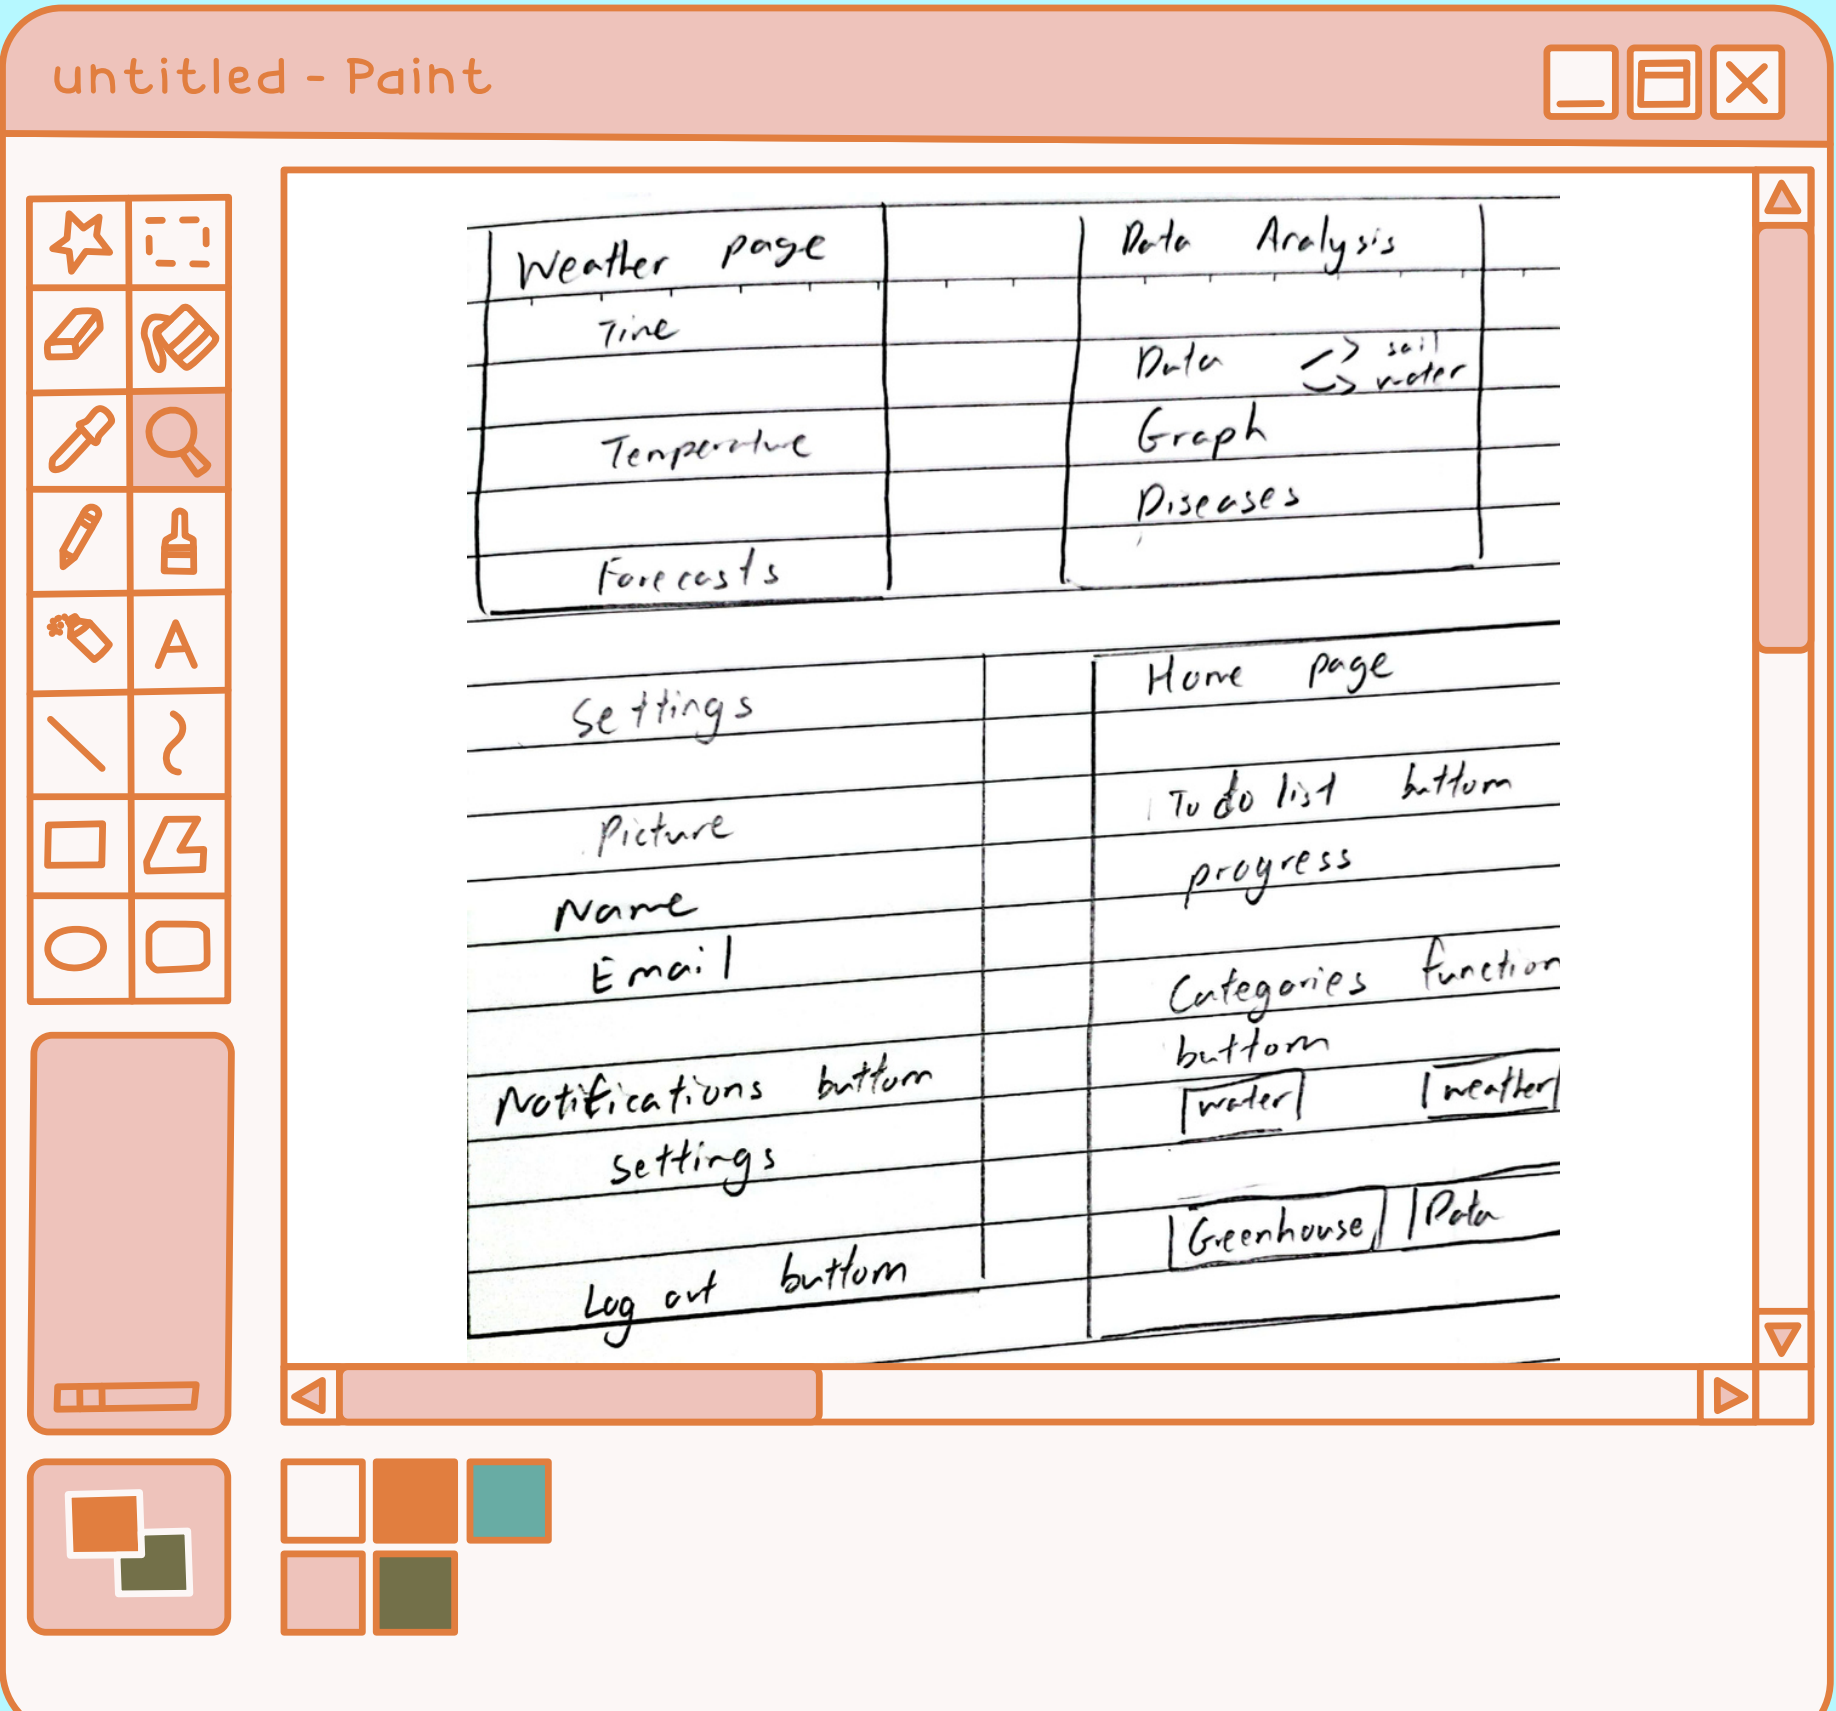 untitled - Paint
A
Weather page
Time
Temperature
Forecasts
Data Analysis
Data -> soil
-> water
Graph
Diseases
Settings
Picture
Name
Email
Notifications buttom
settings
Log out buttom
Home page
To do list buttom
progress
Categories function
buttom
water weather
Greenhouse Data